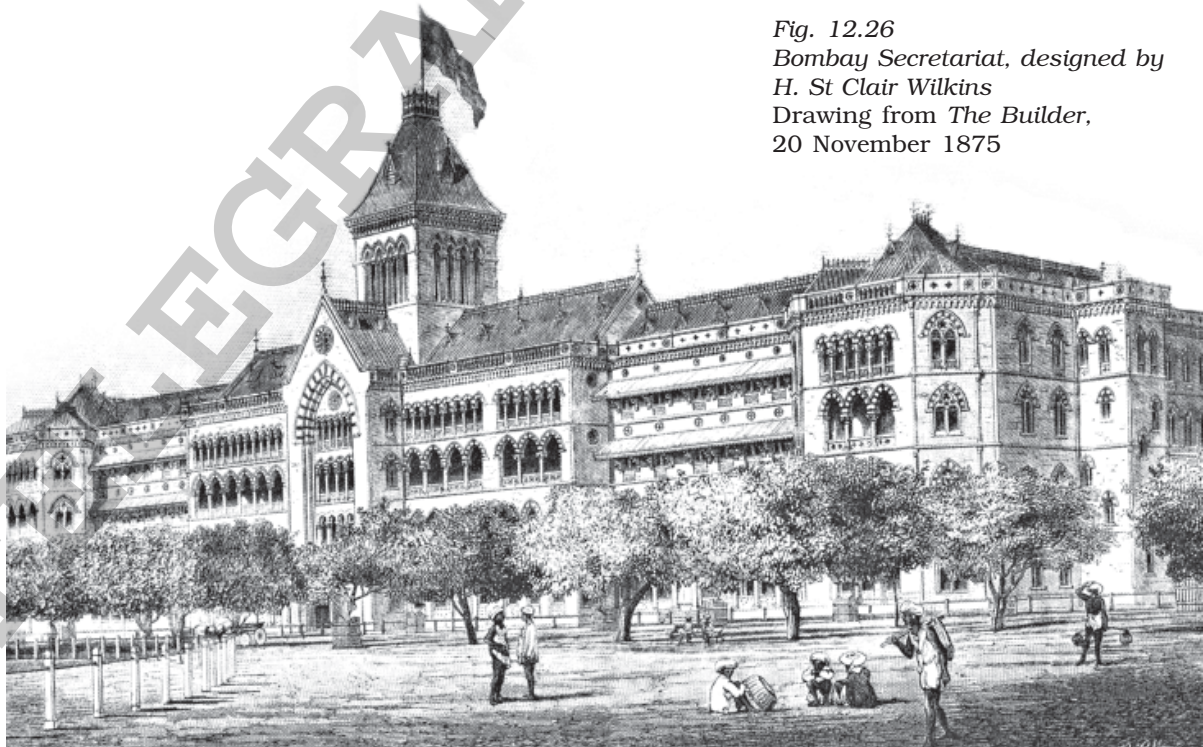 Fig. 12.26
Bombay Secretariat, designed by
H. St Clair Wilkins
Drawing from The Builder,
20 November 1875